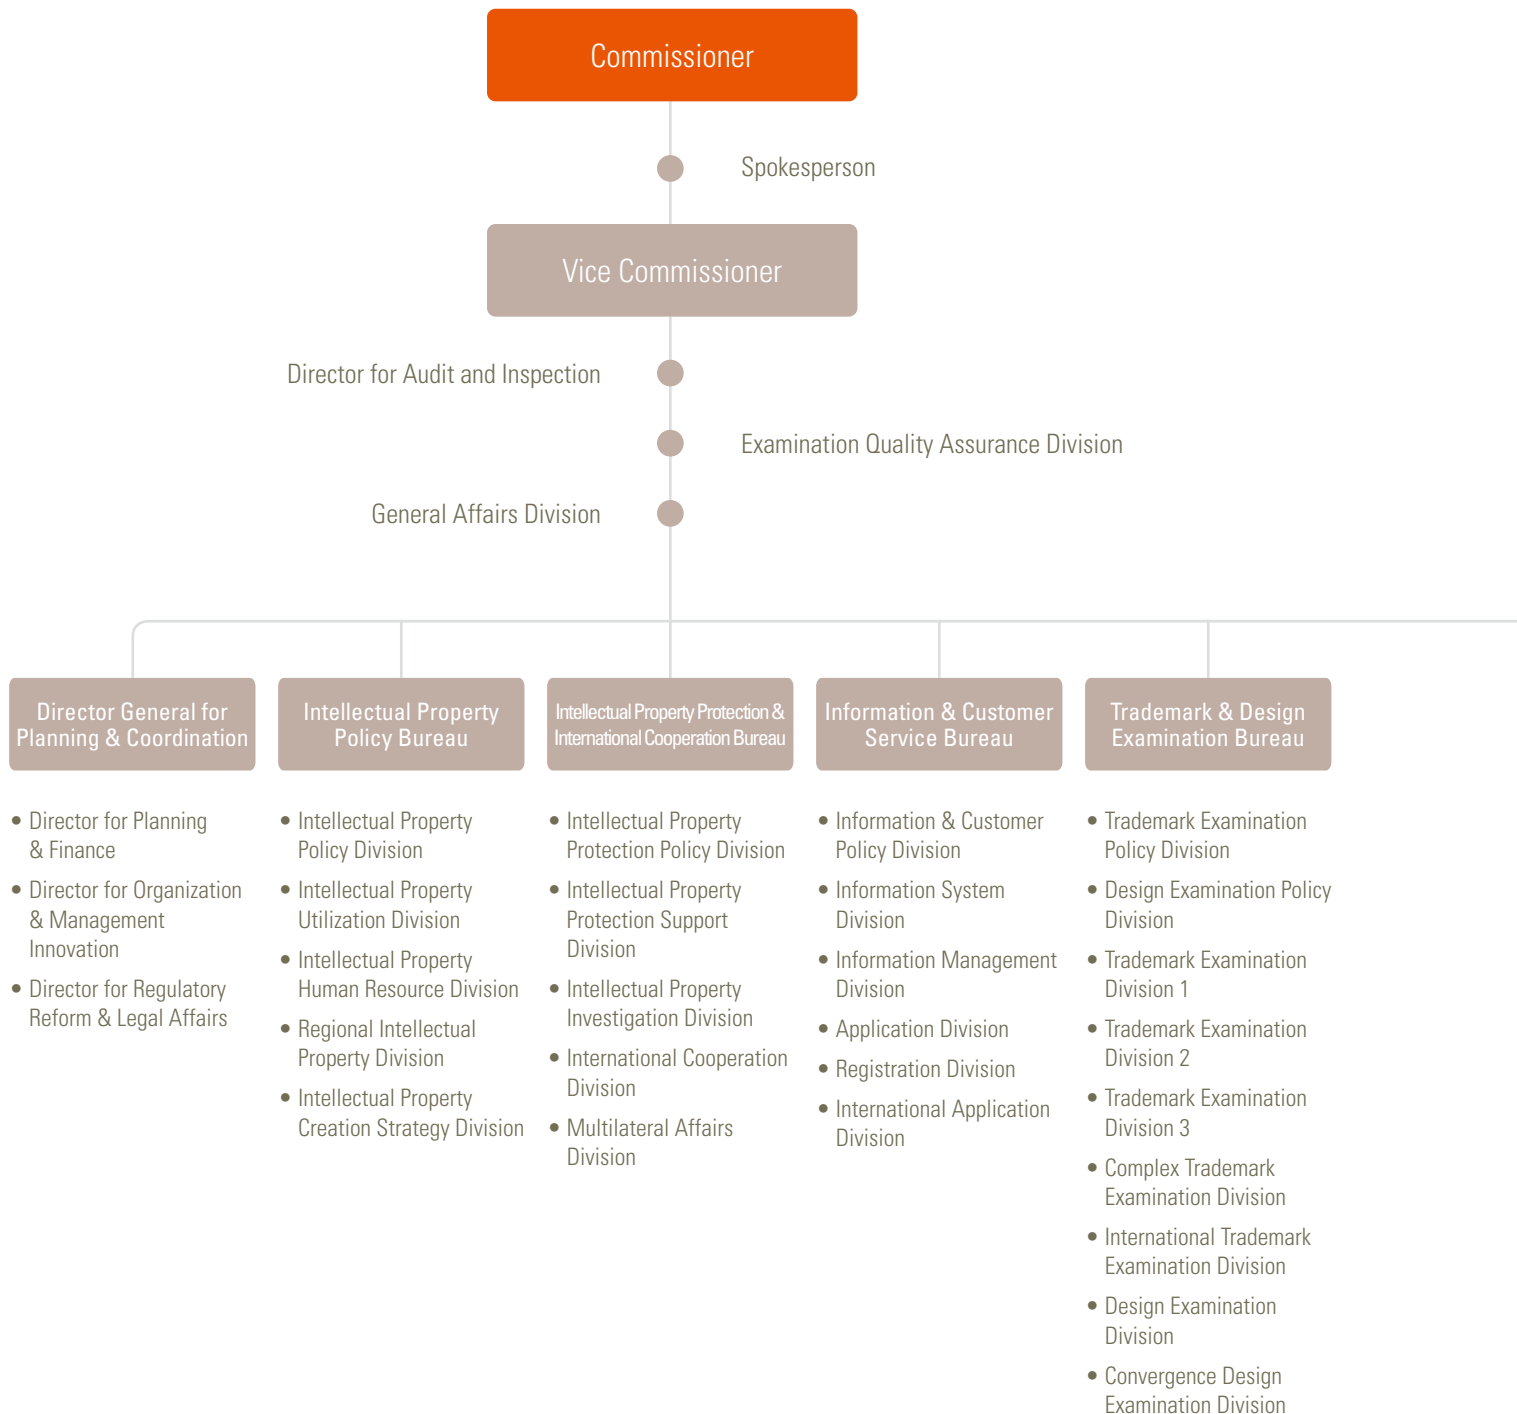 Commissioner
Spokesperson
Vice Commissioner
Director for Audit and Inspection
Examination Quality Assurance Division
General Affairs Division
Director General for
Planning & Coordination
• Director for Planning
& Finance
• Director for Organization
& Management
Innovation
• Director for Regulatory
Reform & Legal Affairs
Intellectual Property
Policy Bureau
• Intellectual Property
Policy Division
• Intellectual Property
Utilization Division
• Intellectual Property
Human Resource Division
• Regional Intellectual
Property Division
• Intellectual Property
Creation Strategy Division
Intellectual Property Protection &
International Cooperation Bureau
• Intellectual Property
Protection Policy Division
• Intellectual Property
Protection Support
Division
• Intellectual Property
Investigation Division
• International Cooperation
Division
• Multilateral Affairs
Division
Information & Customer
Service Bureau
• Information & Customer
Policy Division
• Information System
Division
• Information Management
Division
• Application Division
• Registration Division
• International Application
Division
Trademark & Design
Examination Bureau
• Trademark Examination
Policy Division
• Design Examination Policy
Division
• Trademark Examination
Division 1
• Trademark Examination
Division 2
• Trademark Examination
Division 3
• Complex Trademark
Examination Division
• International Trademark
Examination Division
• Design Examination
Division
• Convergence Design
Examination Division